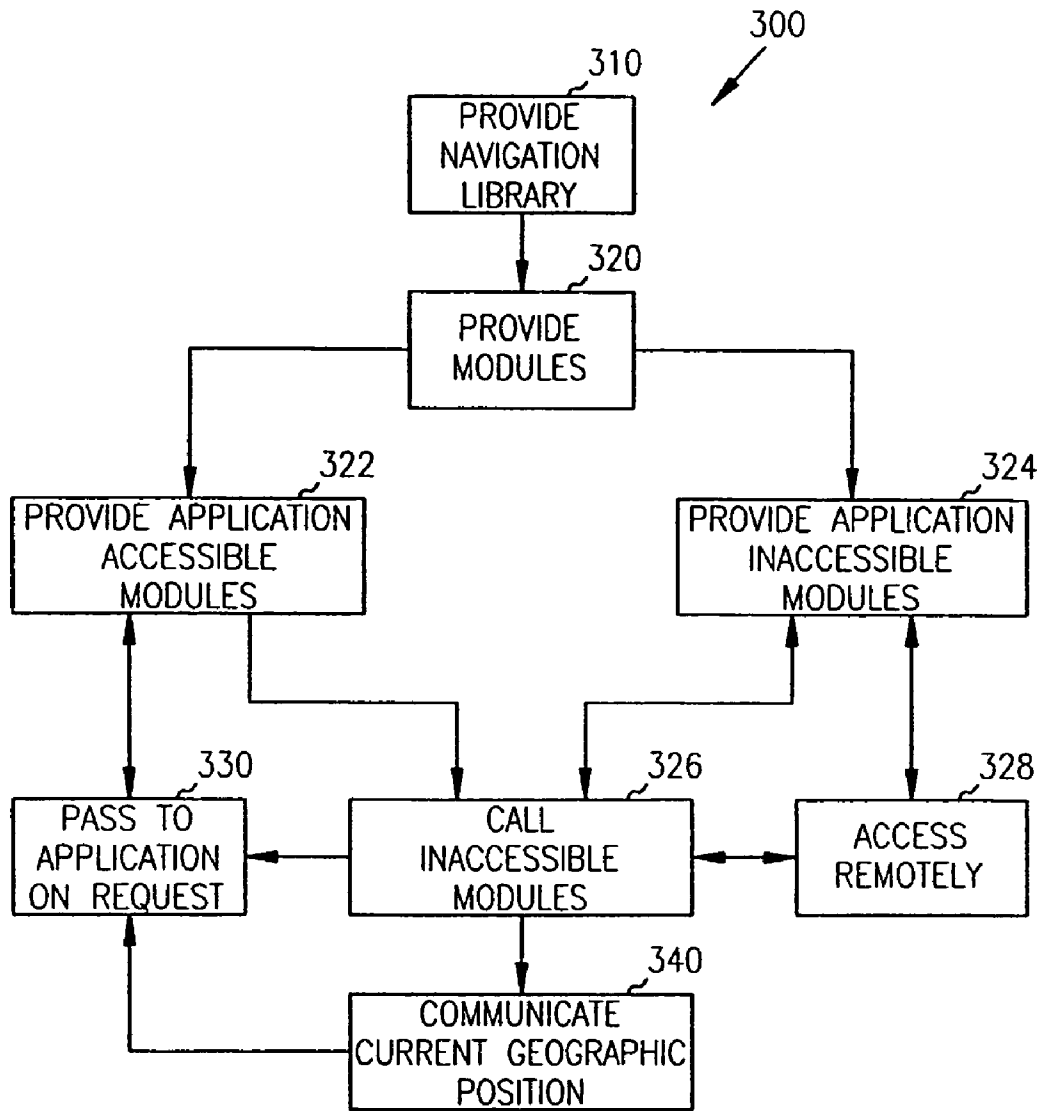 300
310
PROVIDE
NAVIGATION
LIBRARY
320
PROVIDE
MODULES
322
PROVIDE APPLICATION
ACCESSIBLE
MODULES
324
PROVIDE APPLICATION
INACCESSIBLE
MODULES
330
PASS TO
APPLICATION
ON REQUEST
326
CALL
INACCESSIBLE
MODULES
328
ACCESS
REMOTELY
340
COMMUNICATE
CURRENT GEOGRAPHIC
POSITION